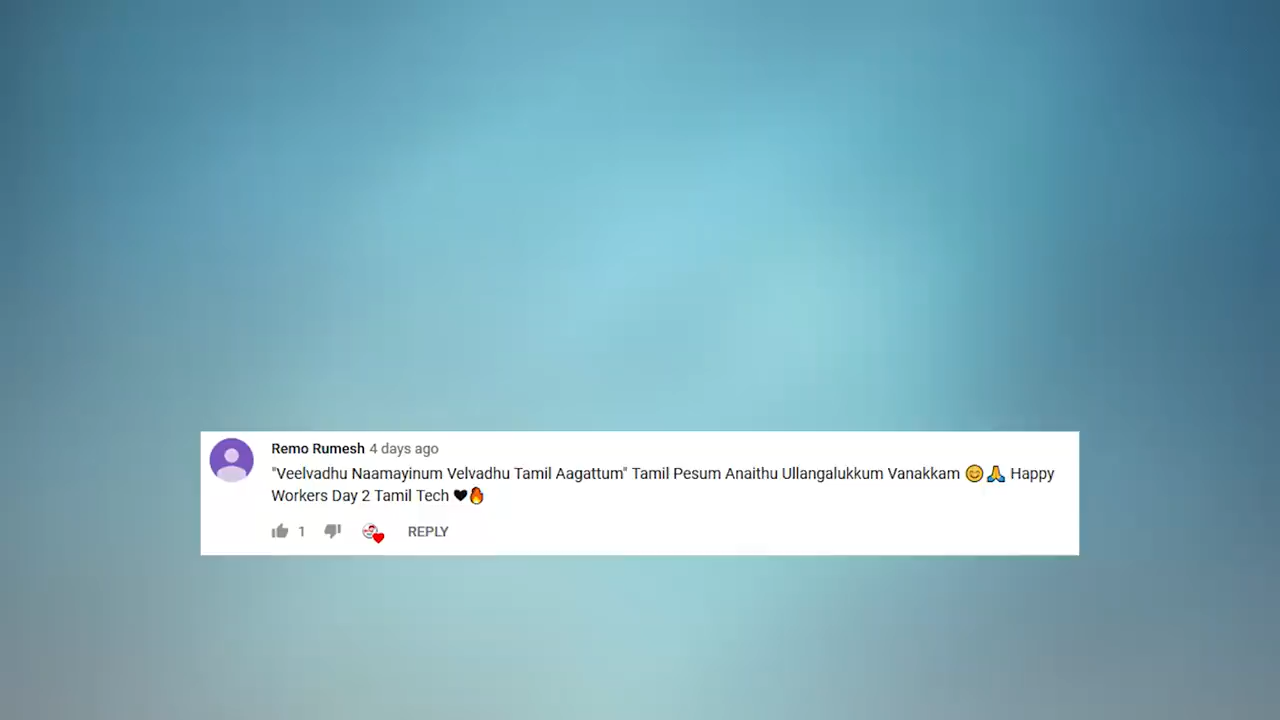 Remo Rumesh 4 days ago
"Veelvadhu Naamayinum Velvadhu Tamil Aagattum" Tamil Pesum Anaithu Ullangalukkum Vanakkam 😊🙏 Happy
Workers Day 2 Tamil Tech 🖤🔥
1 REPLY